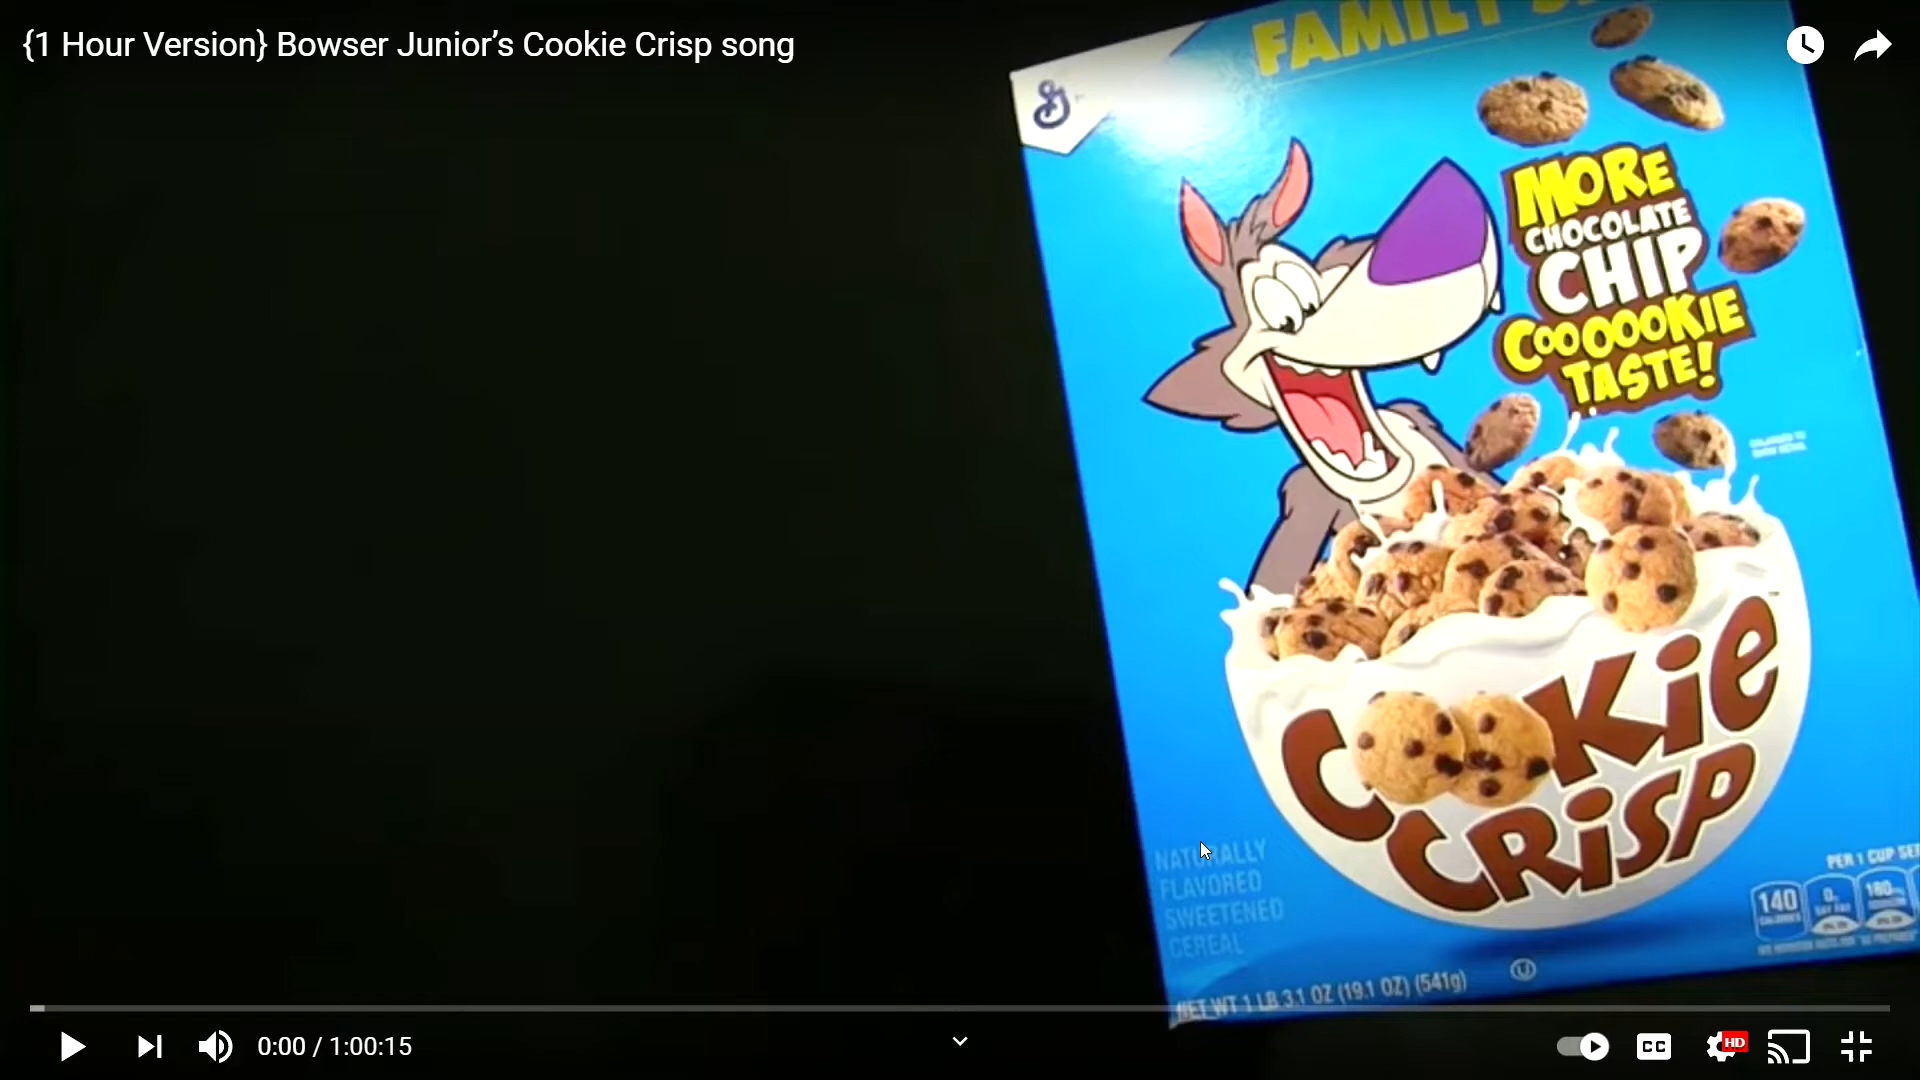 {1 Hour Version} Bowser Junior’s Cookie Crisp song
FAMILY
MORE
CHOCOLATE
CHIP
COOOOOKIE
TASTE!
COOKIE
CRISP
NATURALLY
FLAVORED
SWEETENED
CEREAL
PER 1 CUP
140
CALORIES
NET WT 1 LB 3.1 OZ (19.1 OZ) (541g)
0:00 / 1:00:15
CC
HD